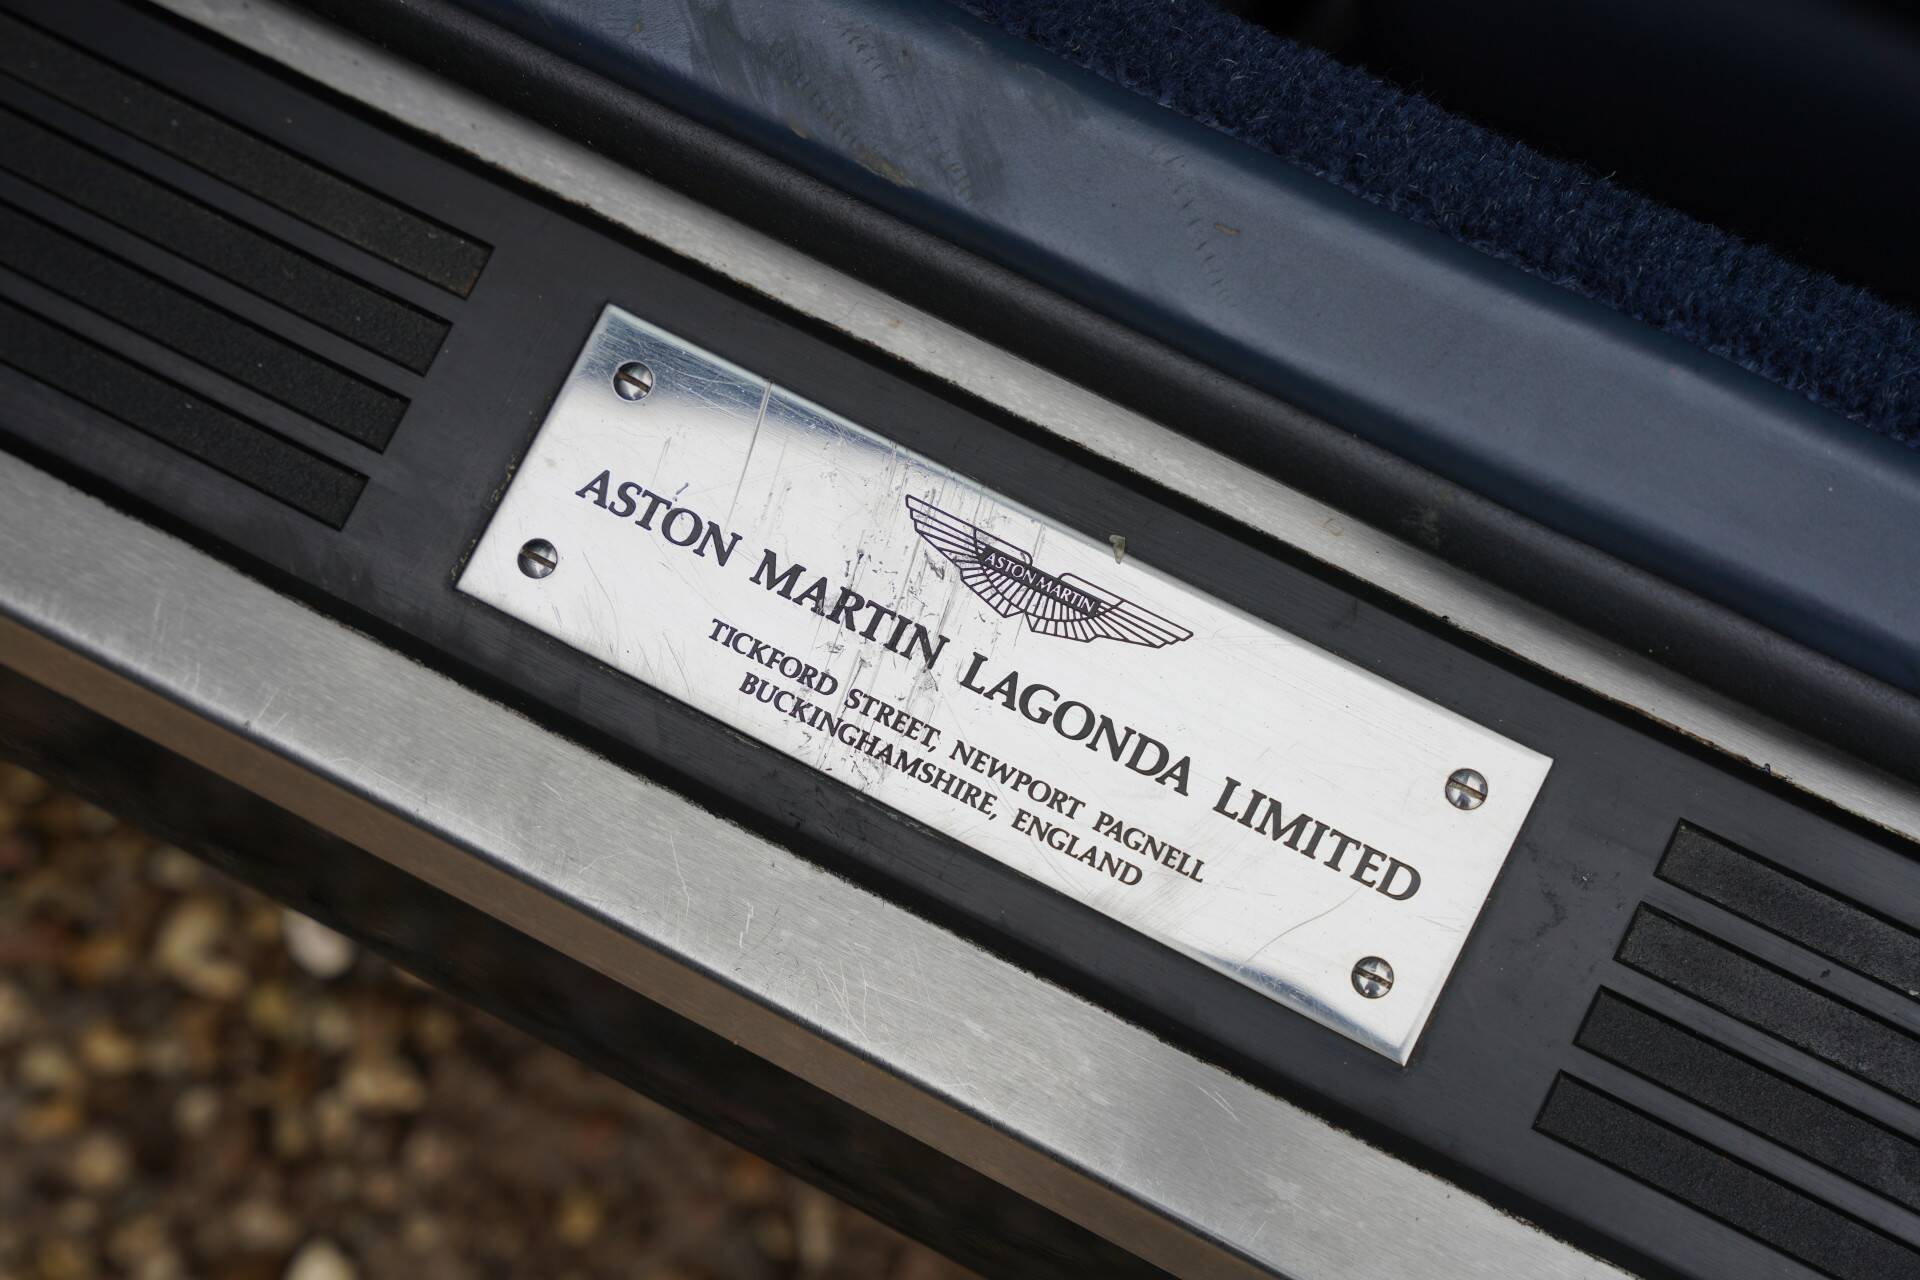 ASTON MARTIN
ASTON MARTIN LAGONDA LIMITED
TICKFORD STREET, NEWPORT PAGNELL
BUCKINGHAMSHIRE, ENGLAND